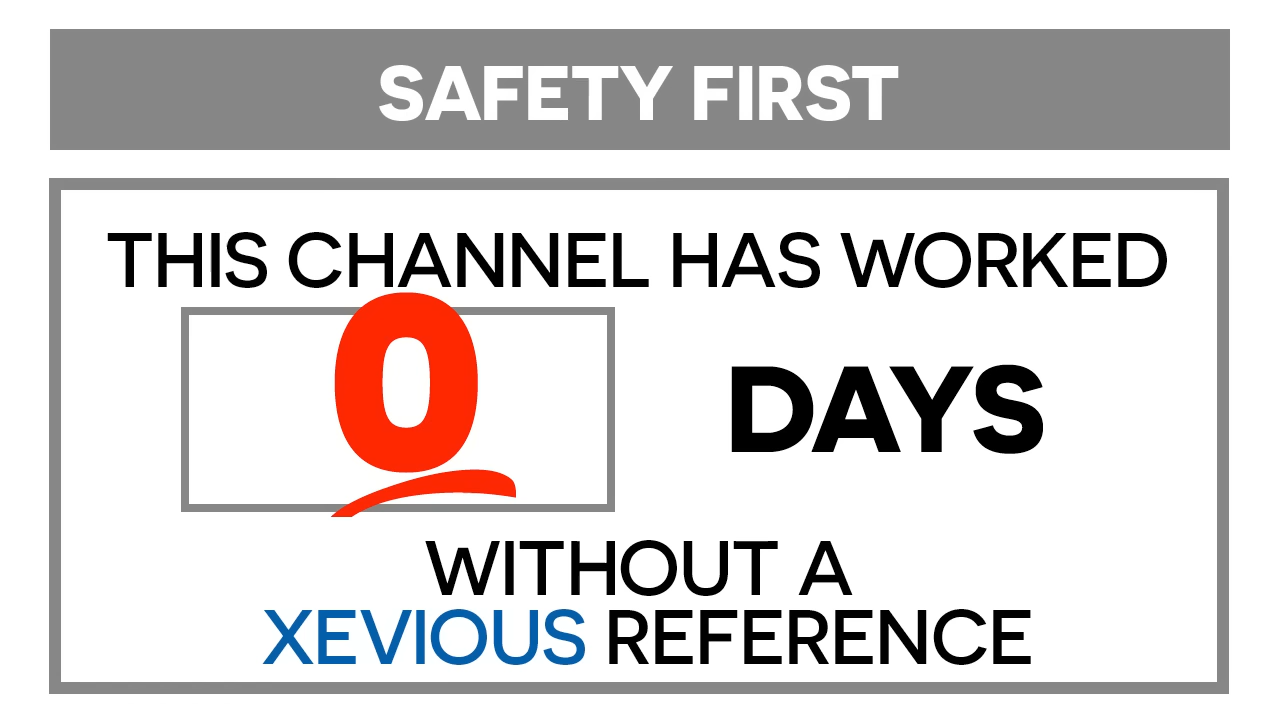 SAFETY FIRST
THIS CHANNEL HAS WORKED
0 DAYS
WITHOUT A
XEVIOUS REFERENCE